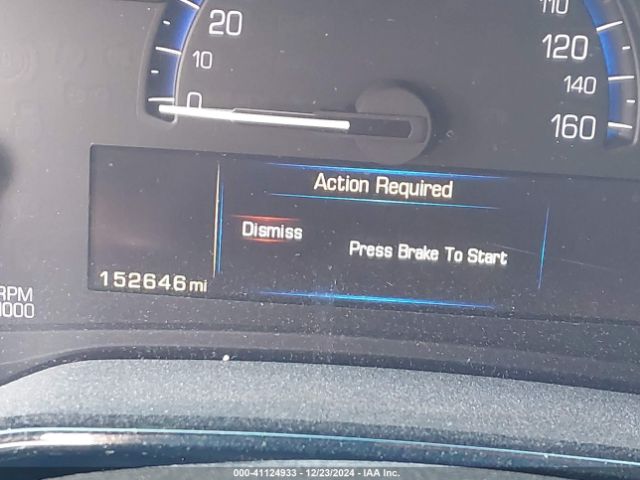 20
10
0
110
120
140
160
Action Required
Dismiss
Press Brake To Start
152646 mi
RPM
1000
000-41124933 - 12/23/2024 - IAA Inc.